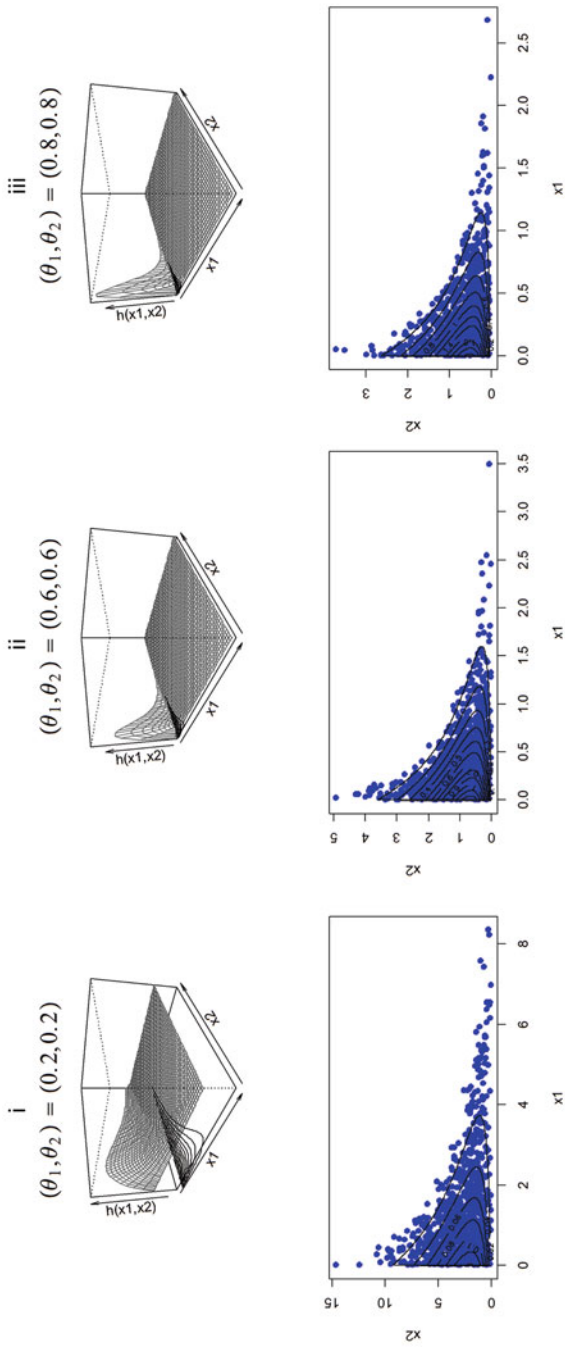 i
(θ₁,θ₂) = (0.2,0.2)
h(x1,x2)
x1
x2
ii
(θ₁,θ₂) = (0.6,0.6)
h(x1,x2)
x1
x2
iii
(θ₁,θ₂) = (0.8,0.8)
h(x1,x2)
x1
x2
15
10
5
0
x2
0.06
0.08
0
2
4
6
8
x1
5
4
3
2
1
0
x2
0.0
0.5
1.0
1.5
2.0
2.5
3.0
3.5
x1
3
2
1
0
x2
0.0
0.5
1.0
1.5
2.0
2.5
x1